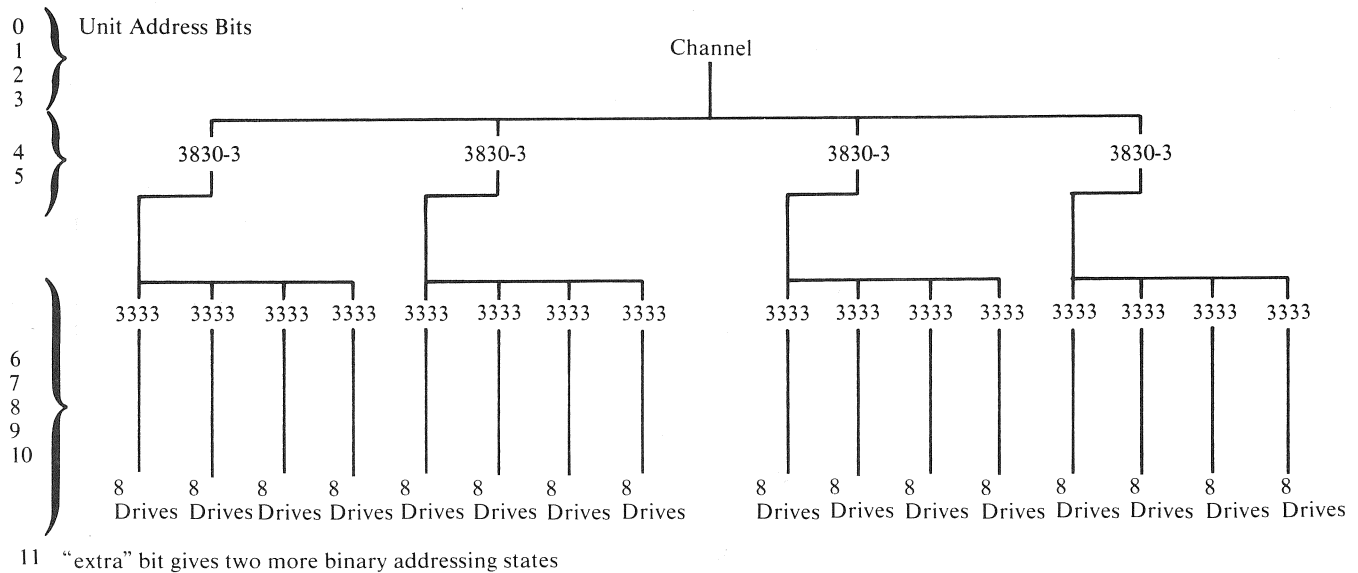 0 Unit Address Bits
1
2
3
Channel
4
5
3830-3 3830-3 3830-3 3830-3
3333 3333 3333 3333 3333 3333 3333 3333 3333 3333 3333 3333 3333 3333 3333 3333
6
7
8
9
10
8 8 8 8 8 8 8 8 8 8 8 8 8 8 8 8
Drives Drives Drives Drives Drives Drives Drives Drives Drives Drives Drives Drives Drives Drives Drives Drives
11 “extra” bit gives two more binary addressing states